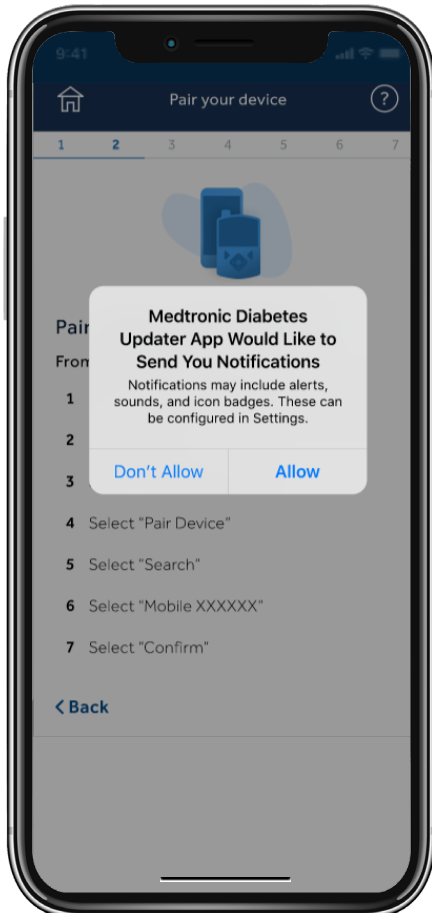 9:41
Pair your device
?
1 2 3 4 5 6 7
Medtronic Diabetes
Updater App Would Like to
Send You Notifications
Notifications may include alerts,
sounds, and icon badges. These can
be configured in Settings.
Don't Allow Allow
Pair
From
1
2
3
4 Select "Pair Device"
5 Select "Search"
6 Select "Mobile XXXXXX"
7 Select "Confirm"
< Back